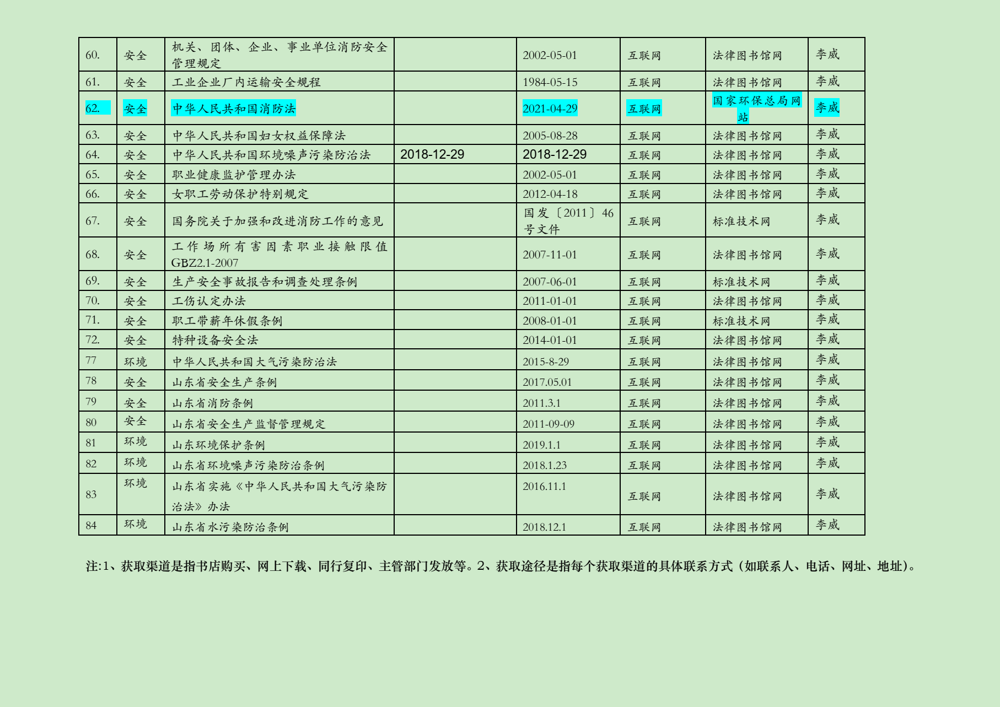 60. 安全 机关、团体、企业、事业单位消防安全 2002-05-01 互联网 法律图书馆网 李威
管理规定
61. 安全 工业企业厂内运输安全规程 1984-05-15 互联网 法律图书馆网 李威
62. 安全 中华人民共和国消防法 2021-04-29 互联网 国家环保总局网 李威
站
63. 安全 中华人民共和国妇女权益保障法 2005-08-28 互联网 法律图书馆网 李威
64. 安全 中华人民共和国环境噪声污染防治法 2018-12-29 2018-12-29 互联网 法律图书馆网 李威
65. 安全 职业健康监护管理办法 2002-05-01 互联网 法律图书馆网 李威
66. 安全 女职工劳动保护特别规定 2012-04-18 互联网 法律图书馆网 李威
67. 安全 国务院关于加强和改进消防工作的意见 国发〔2011〕46 互联网 标准技术网 李威
号文件
68. 安全 工作场所有害因素职业接触限值 2007-11-01 互联网 法律图书馆网 李威
GBZ2.1-2007
69. 安全 生产安全事故报告和调查处理条例 2007-06-01 互联网 标准技术网 李威
70. 安全 工伤认定办法 2011-01-01 互联网 法律图书馆网 李威
71. 安全 职工带薪年休假条例 2008-01-01 互联网 标准技术网 李威
72. 安全 特种设备安全法 2014-01-01 互联网 法律图书馆网 李威
77 环境 中华人民共和国大气污染防治法 2015-8-29 互联网 法律图书馆网 李威
78 安全 山东省安全生产条例 2017.05.01 互联网 法律图书馆网 李威
79 安全 山东省消防条例 2011.3.1 互联网 法律图书馆网 李威
80 安全 山东省安全生产监督管理规定 2011-09-09 互联网 法律图书馆网 李威
81 环境 山东环境保护条例 2019.1.1 互联网 法律图书馆网 李威
82 环境 山东省环境噪声污染防治条例 2018.1.23 互联网 法律图书馆网 李威
83 环境 山东省实施《中华人民共和国大气污染防 2016.11.1 互联网 法律图书馆网 李威
治法》办法
84 环境 山东省水污染防治条例 2018.12.1 互联网 法律图书馆网 李威
注:1、获取渠道是指书店购买、网上下载、同行复印、主管部门发放等。2、获取途径是指每个获取渠道的具体联系方式（如联系人、电话、网址、地址）。